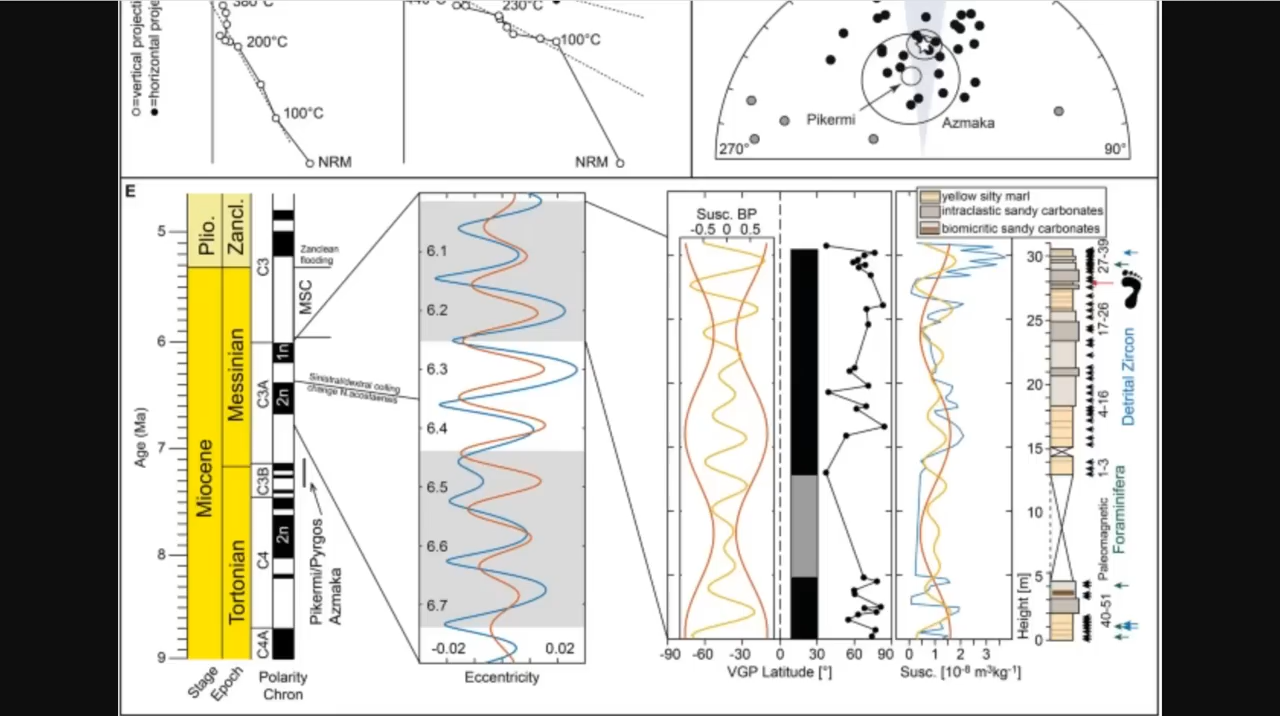 ○=vertical projecti
●=horizontal proje
380°C
200°C
100°C
NRM
230°C
100°C
NRM
Pikermi
Azmaka
270°
90°
E
Age (Ma)
5
6
7
8
9
Plio.
Miocene
Zancl.
Messinian
Tortonian
C3
C3A
C3B
C4
C4A
1n
2n
2n
Stage
Epoch
Polarity
Chron
Zanclean
flooding
MSC
Sinistral/dextral coiling
change N.acostaensis
Pikermi/Pyrgos
Azmaka
6.1
6.2
6.3
6.4
6.5
6.6
6.7
-0.02
0.02
Eccentricity
Susc. BP
-0.5 0 0.5
-90 -60 -30 0 30 60 90
VGP Latitude [°]
0 1 2 3
Susc. [10⁻⁸ m³kg⁻¹]
yellow silty marl
intraclastic sandy carbonates
biomicritic sandy carbonates
30
25
20
15
10
5
0
Height [m]
27-39
17-26
4-16
1-3
Paleomagnetic
40-51
Detrital Zircon
Foraminifera